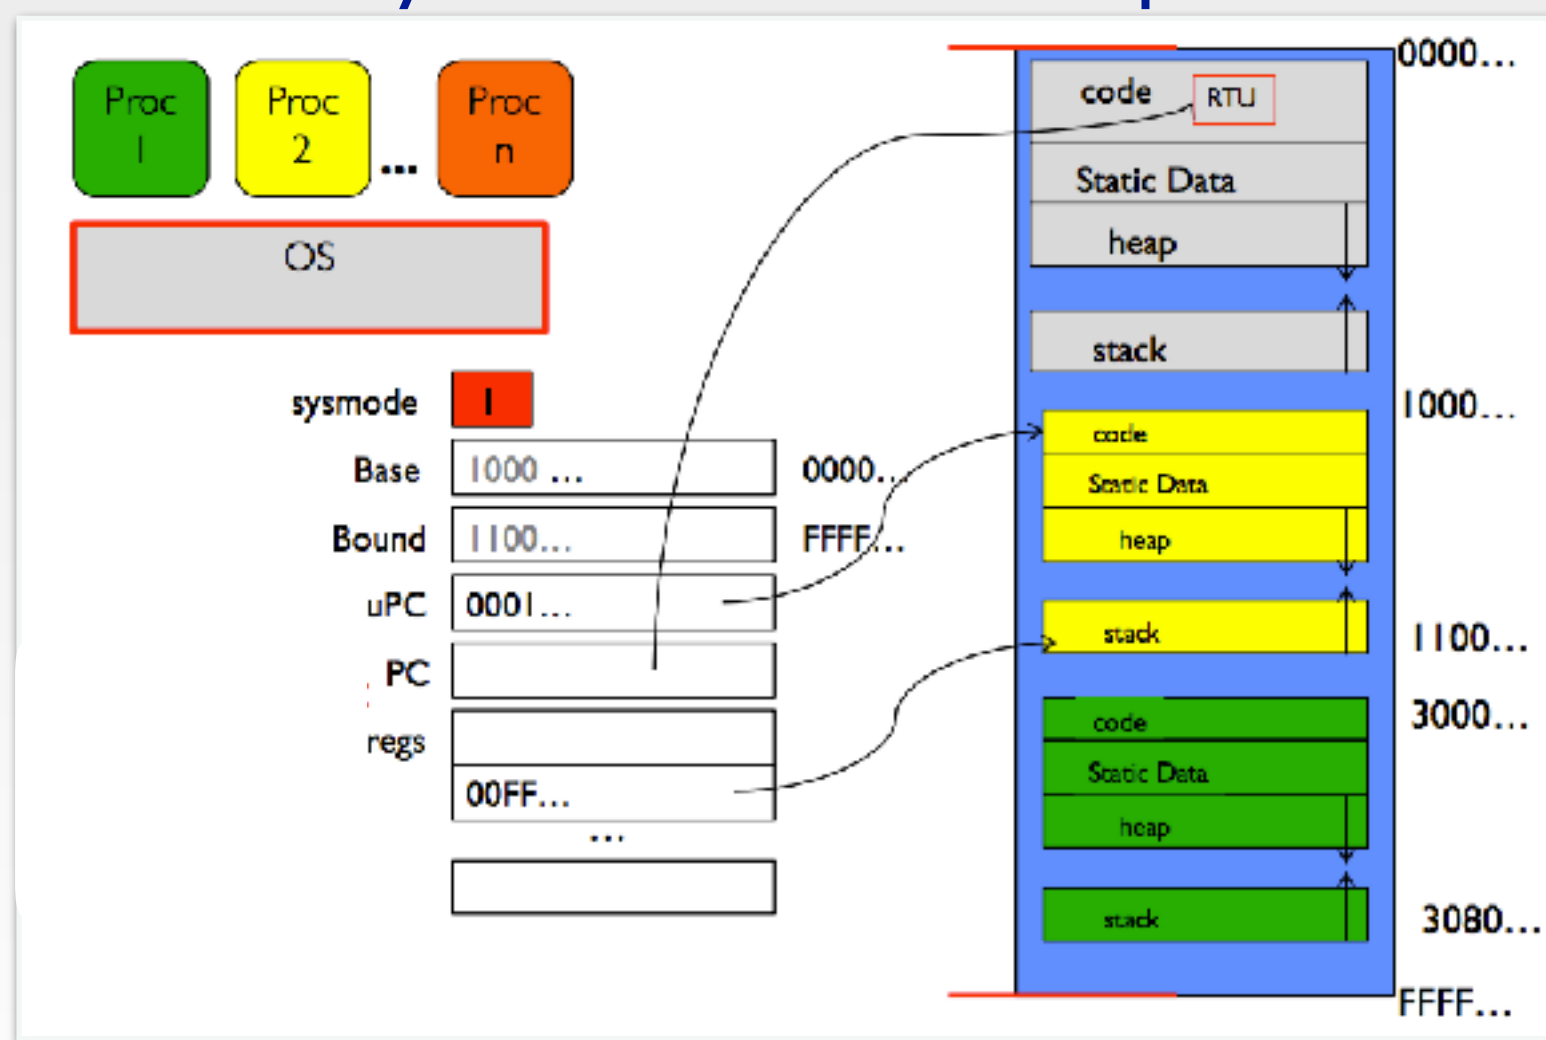 Proc
1
Proc
2
...
Proc
n
OS
sysmode
1
Base
1000 ...
0000...
Bound
1100...
FFFF...
uPC
0001...
PC
regs
00FF...
...
code
RTU
Static Data
heap
stack
code
Static Data
heap
stack
code
Static Data
heap
stack
0000...
1000...
1100...
3000...
3080...
FFFF...